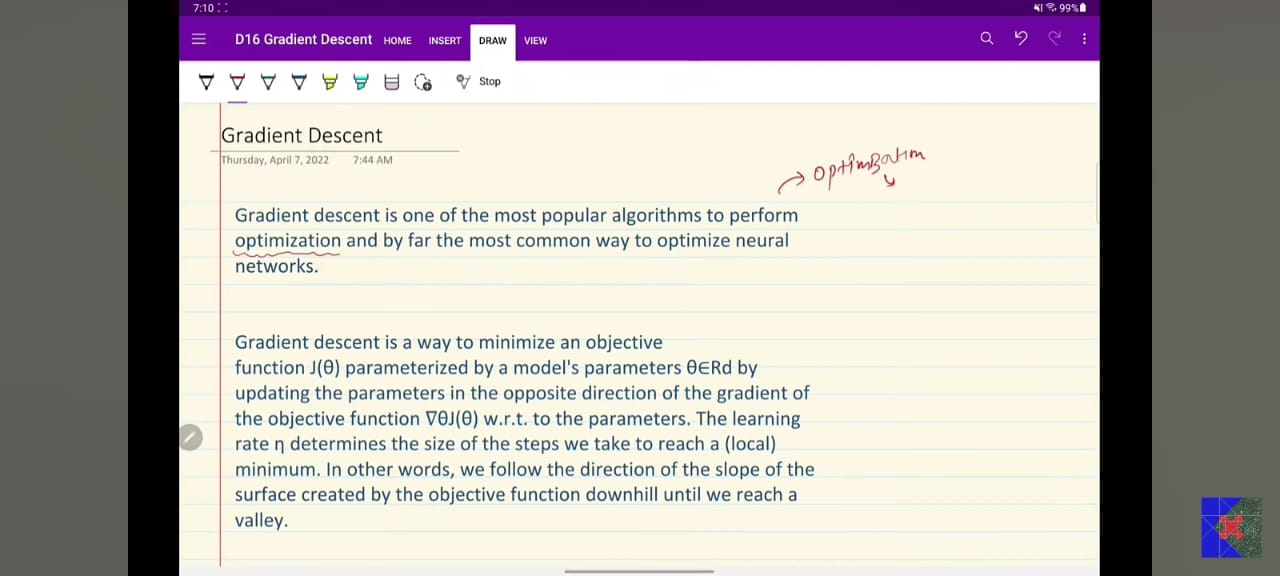 7:10
99%
D16 Gradient Descent HOME INSERT DRAW VIEW
Stop
Gradient Descent
Thursday, April 7, 2022 7:44 AM
optimization
Gradient descent is one of the most popular algorithms to perform
optimization and by far the most common way to optimize neural
networks.
Gradient descent is a way to minimize an objective
function J(θ) parameterized by a model's parameters θ∈Rd by
updating the parameters in the opposite direction of the gradient of
the objective function ∇θJ(θ) w.r.t. to the parameters. The learning
rate η determines the size of the steps we take to reach a (local)
minimum. In other words, we follow the direction of the slope of the
surface created by the objective function downhill until we reach a
valley.